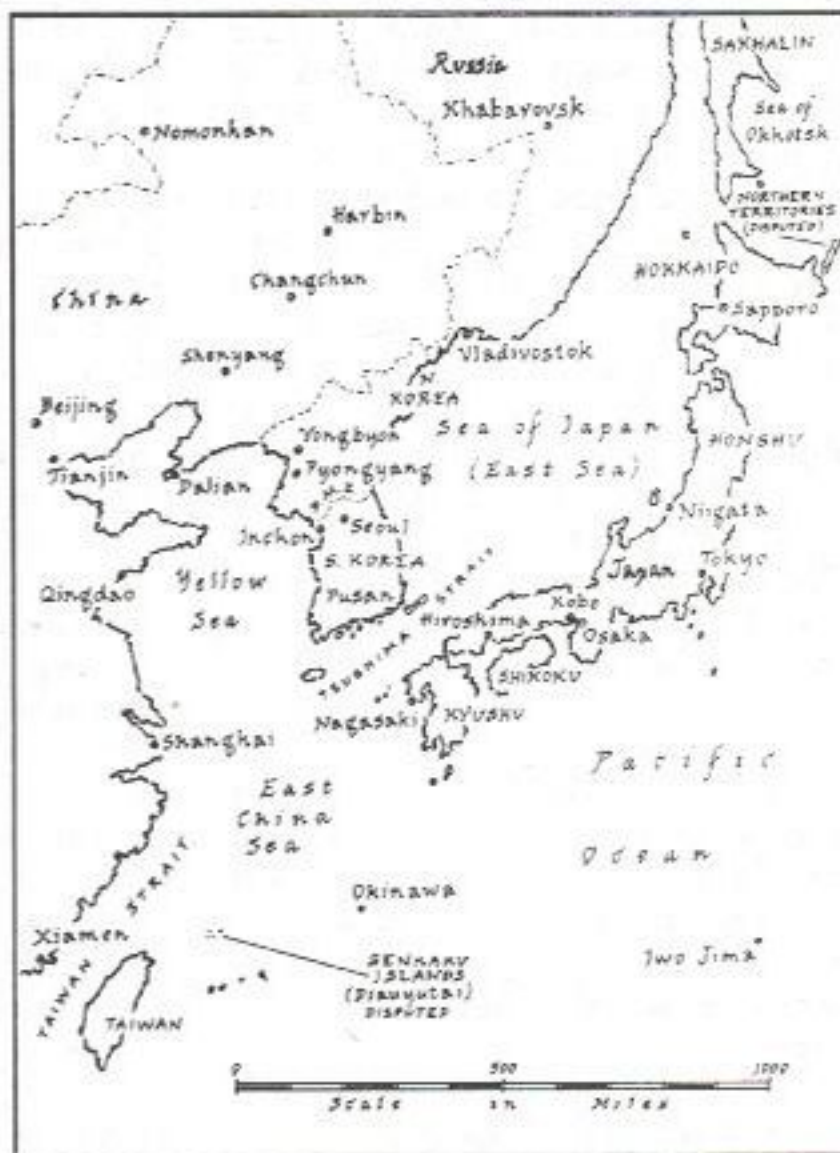 SAKHALIN
Russia
Khabarovsk
Sea of
Okhotsk
Nomonhan
NORTHERN
TERRITORIES
(DISPUTED)
Harbin
HOKKAIDO
Changchun
China
Sapporo
Vladivostok
Shenyang
N.
KOREA
Beijing
Sea of Japan
(East Sea)
HONSHU
Yongbyon
Tianjin
Dalian
Pyongyang
Niigata
Inchon
Seoul
S. KOREA
Japan
Tokyo
Qingdao
Yellow
Sea
Pusan
Kobe
Hiroshima
Osaka
TSUSHIMA STRAIT
SHIKOKU
Nagasaki
KYUSHU
Shanghai
Pacific
East
China
Sea
Ocean
TAIWAN STRAIT
Okinawa
Xiamen
SENKAKU
ISLANDS
(Diauyutai)
DISPUTED
Iwo Jima
TAIWAN
0 500 1000
Scale in Miles